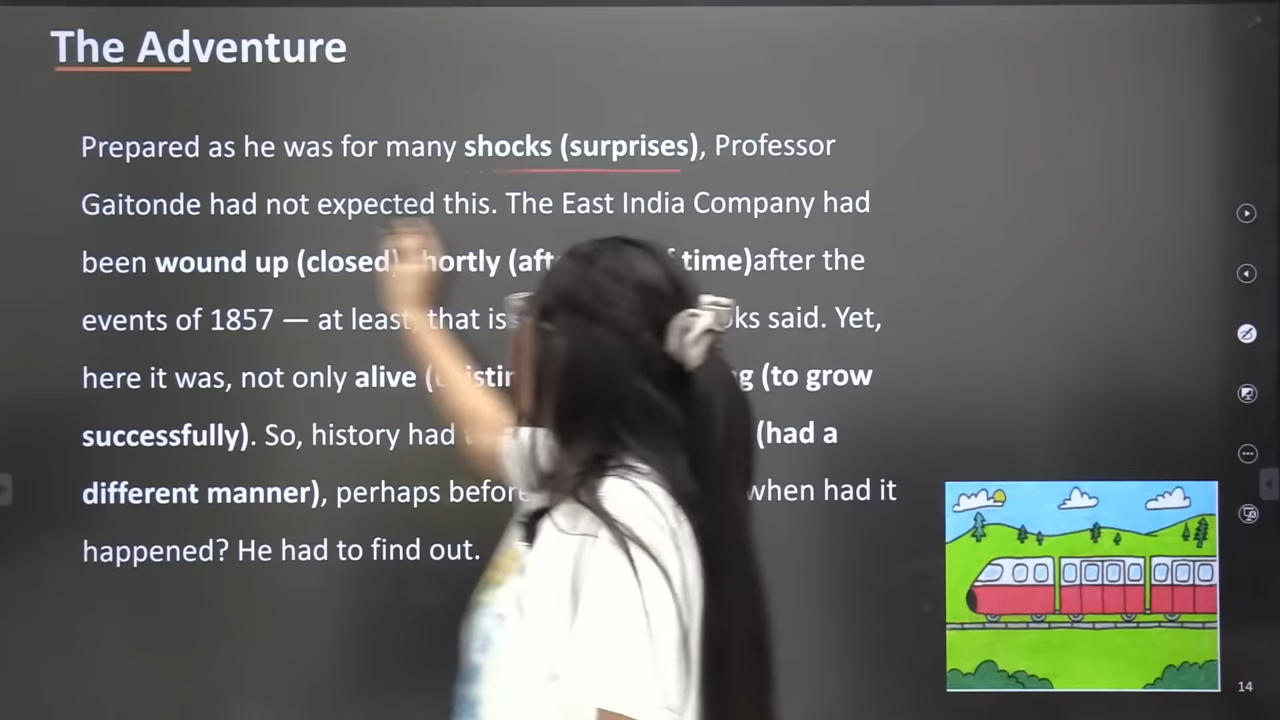 The Adventure
Prepared as he was for many shocks (surprises), Professor
Gaitonde had not expected this. The East India Company had
been wound up (closed) shortly (after time)after the
events of 1857 — at least, that is said. Yet,
here it was, not only alive (to grow
successfully). So, history had (had a
different manner), perhaps before when had it
happened? He had to find out.
14